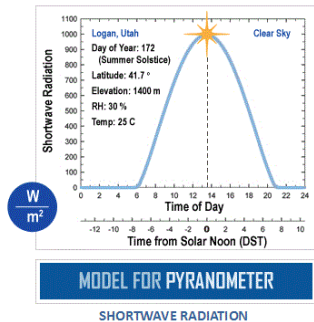 Logan, Utah
Clear Sky
Day of Year: 172
(Summer Solstice)
Latitude: 41.7 °
Elevation: 1400 m
RH: 30 %
Temp: 25 C
Shortwave Radiation
1100
1000
900
800
700
600
500
400
300
200
100
0
0 2 4 6 8 10 12 14 16 18 20 22 24
Time of Day
-12 -10 -8 -6 -4 -2 0 2 4 6 8 10
Time from Solar Noon (DST)
W
m²
MODEL FOR PYRANOMETER
SHORTWAVE RADIATION